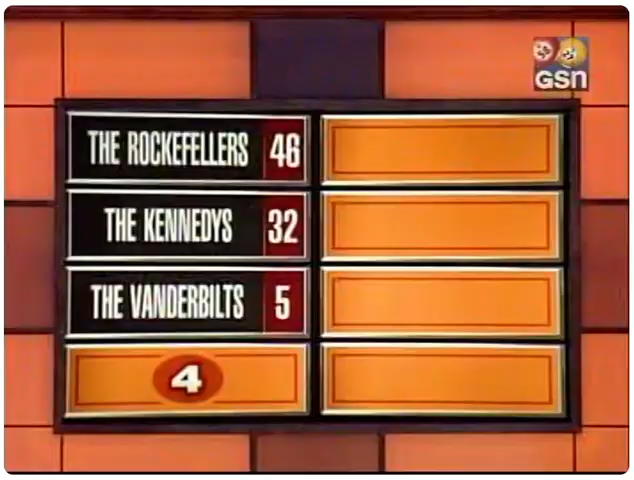 GSN
THE ROCKEFELLERS 46
THE KENNEDYS 32
THE VANDERBILTS 5
4